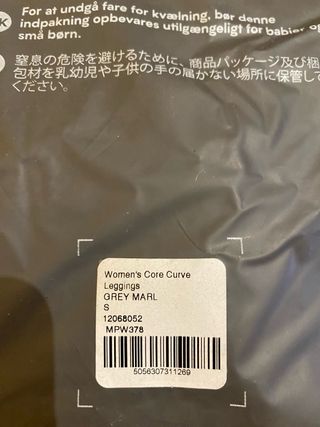 K For at undgå fare for kvælning, bør denne
indpakning opbevares utilgængeligt for babier og
små børn.
窒息の危険を避けるために、商品パッケージ及び梱
包材を乳幼児や子供の手の届かない場所に保管して
ください。
Women's Core Curve
Leggings
GREY MARL
S
12068052
MPW378
5056307311269